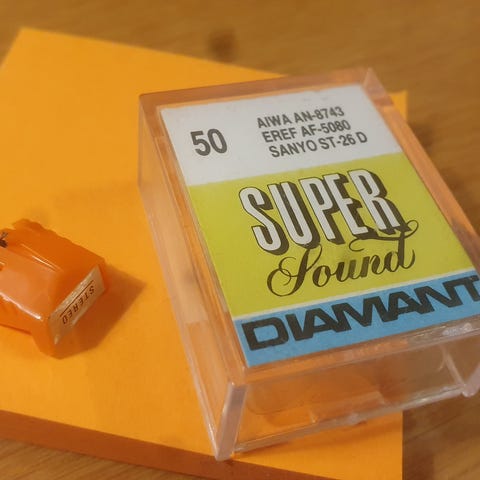 50
AIWA AN-8743
EREF AF-5080
SANYO ST-26 D
SUPER
Sound
DIAMANT
STEREO